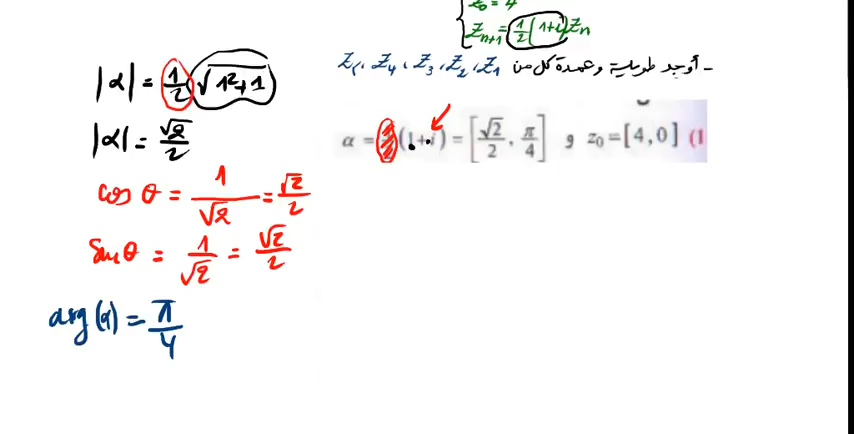 z₀ = 4
Zₙ₊₁ = 1/2 (1+i) Zₙ
- أوجد طويلة وعمدة كل من Z₁, Z₂, Z₃, Z₄, Z₅
α = (1+i) = [√2/2 , π/4] و z₀ = [4,0] (1
|α| = 1/2 √(1²+1)
|α| = √2/2
cos θ = 1/√2 = √2/2
Sin θ = 1/√2 = √2/2
arg(α) = π/4